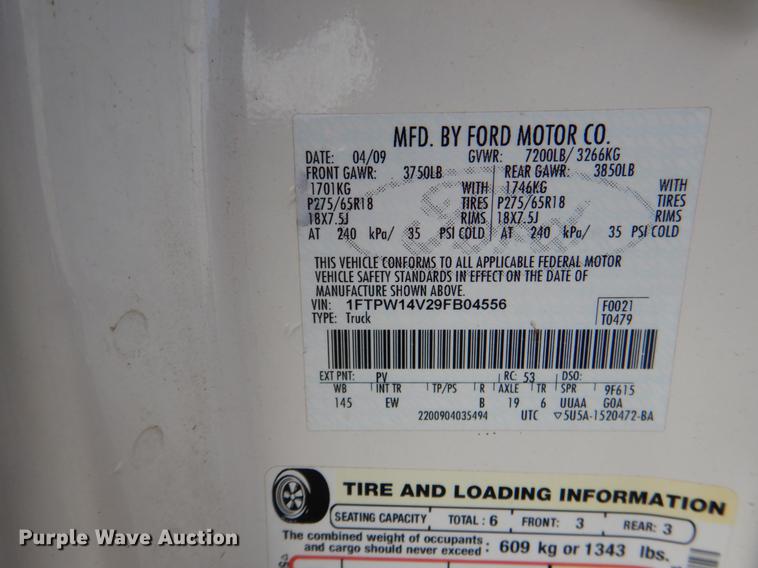 MFD. BY FORD MOTOR CO.
DATE: 04/09 GVWR: 7200LB/ 3266KG
FRONT GAWR: 3750LB REAR GAWR: 3850LB
1701KG WITH 1746KG WITH
P275/65R18 TIRES P275/65R18 TIRES
18X7.5J RIMS 18X7.5J RIMS
AT 240 kPa/ 35 PSI COLD AT 240 kPa/ 35 PSI COLD
THIS VEHICLE CONFORMS TO ALL APPLICABLE FEDERAL MOTOR
VEHICLE SAFETY STANDARDS IN EFFECT ON THE DATE OF
MANUFACTURE SHOWN ABOVE.
VIN: 1FTPW14V29FB04556 F0021
TYPE: Truck T0479
EXT PNT: PV RC: 53 DSO:
WB INT TR TP/PS R AXLE TR SPR 9F615
145 EW B 19 6 UUAA GOA
2200904035494 UTC ▽5U5A-1520472-BA
TIRE AND LOADING INFORMATION
SEATING CAPACITY TOTAL : 6 FRONT: 3 REAR: 3
The combined weight of occupants
and cargo should never exceed : 609 kg or 1343 lbs.
Purple Wave Auction